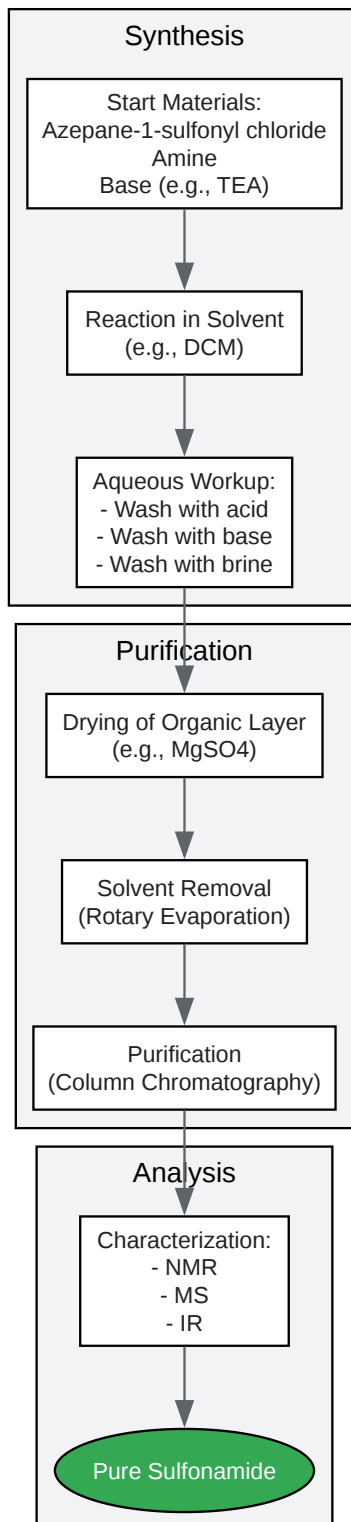 Synthesis
Start Materials:
Azepane-1-sulfonyl chloride
Amine
Base (e.g., TEA)
Reaction in Solvent
(e.g., DCM)
Aqueous Workup:
- Wash with acid
- Wash with base
- Wash with brine
Purification
Drying of Organic Layer
(e.g., MgSO4)
Solvent Removal
(Rotary Evaporation)
Purification
(Column Chromatography)
Analysis
Characterization:
- NMR
- MS
- IR
Pure Sulfonamide